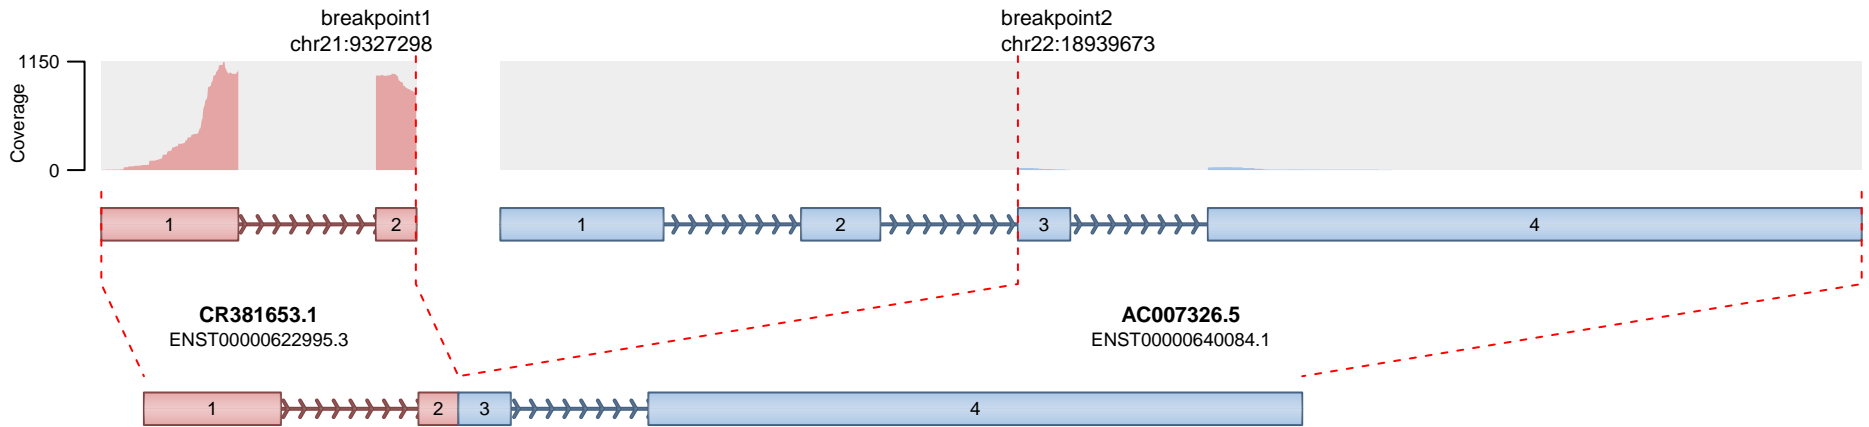 breakpoint1
chr21:9327298
breakpoint2
chr22:18939673
1150
0
Coverage
1
2
1
2
3
4
CR381653.1
ENST00000622995.3
AC007326.5
ENST00000640084.1
1
2
3
4